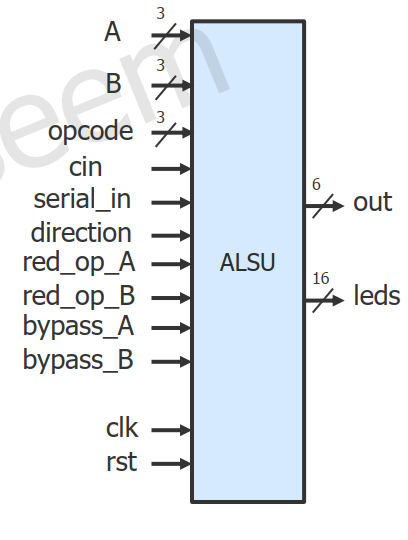 A 3
B 3
opcode 3
cin
serial_in
direction
red_op_A
red_op_B
bypass_A
bypass_B
clk
rst
ALSU
6 out
16 leds
seem